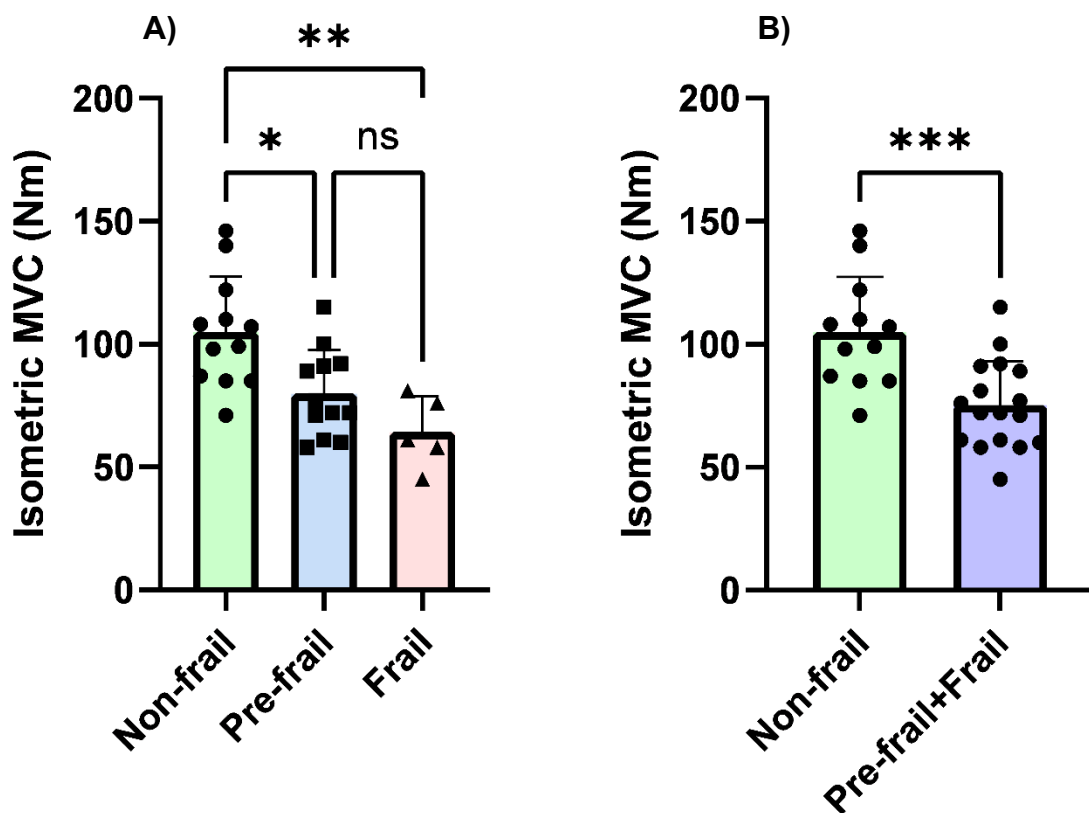 A)
**
*
ns
Isometric MVC (Nm)
200
150
100
50
0
Non-frail
Pre-frail
Frail
B)
***
Isometric MVC (Nm)
200
150
100
50
0
Non-frail
Pre-frail+Frail